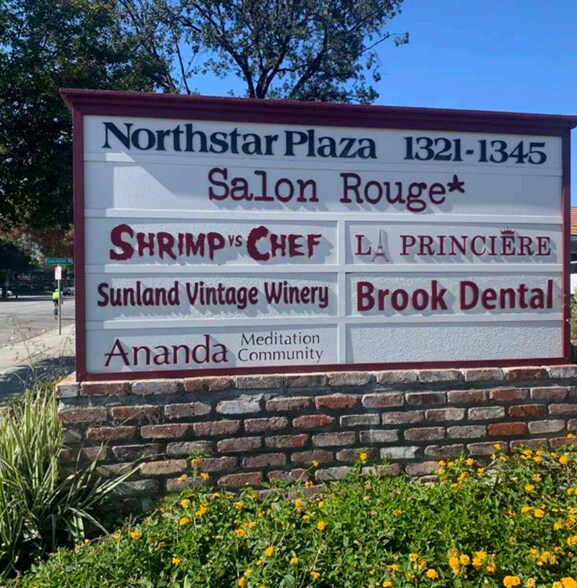 Northstar Plaza 1321-1345
Salon Rouge*
SHRIMP VS CHEF
LA PRINCIÈRE
Sunland Vintage Winery
Brook Dental
Ananda Meditation Community